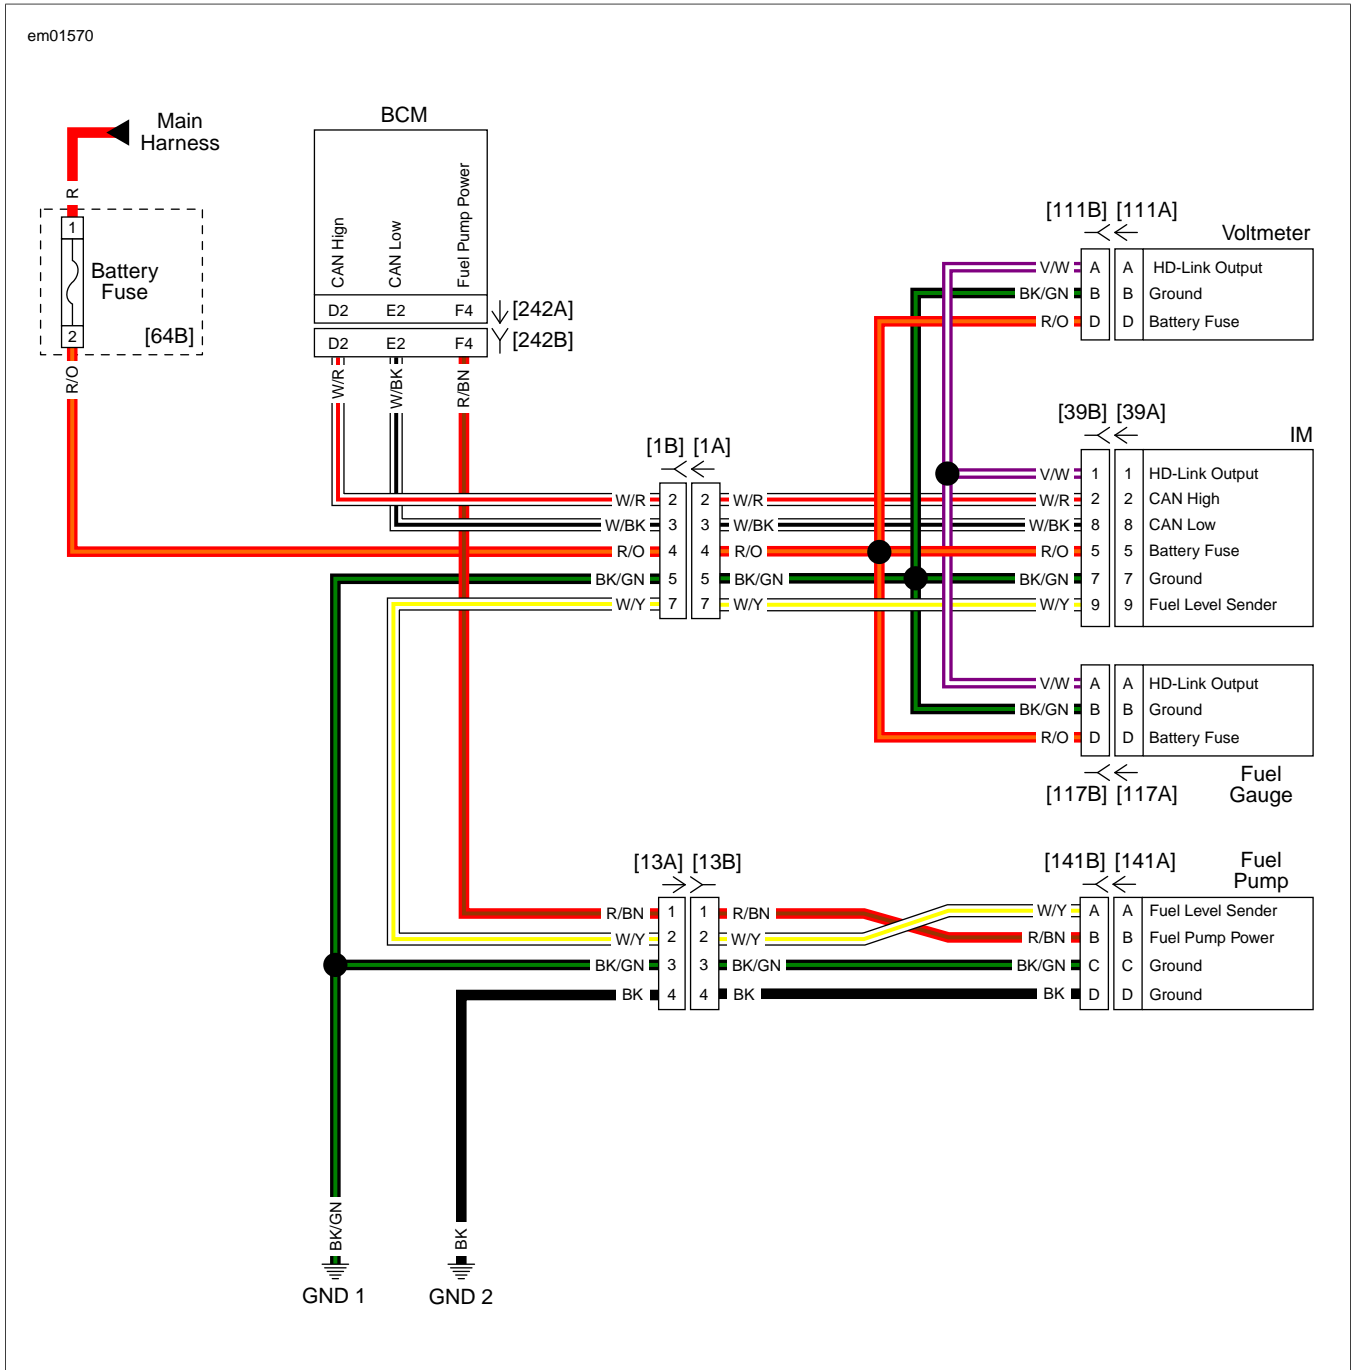 em01570
Main
Harness
R
1
Battery
Fuse
2
[64B]
R/O
BCM
CAN Hign
CAN Low
Fuel Pump Power
D2 E2 F4 [242A]
D2 E2 F4 [242B]
W/R W/BK R/BN
[1B] [1A]
W/R 2 2 W/R
W/BK 3 3 W/BK
R/O 4 4 R/O
BK/GN 5 5 BK/GN
W/Y 7 7 W/Y
[111B] [111A]
Voltmeter
V/W A A HD-Link Output
BK/GN B B Ground
R/O D D Battery Fuse
[39B] [39A]
IM
V/W 1 1 HD-Link Output
W/R 2 2 CAN High
W/BK 8 8 CAN Low
R/O 5 5 Battery Fuse
BK/GN 7 7 Ground
W/Y 9 9 Fuel Level Sender
V/W A A HD-Link Output
BK/GN B B Ground
R/O D D Battery Fuse
[117B] [117A]
Fuel
Gauge
[13A] [13B]
R/BN 1 1 R/BN
W/Y 2 2 W/Y
BK/GN 3 3 BK/GN
BK 4 4 BK
[141B] [141A]
Fuel
Pump
W/Y A A Fuel Level Sender
R/BN B B Fuel Pump Power
BK/GN C C Ground
BK D D Ground
BK/GN
BK
GND 1
GND 2